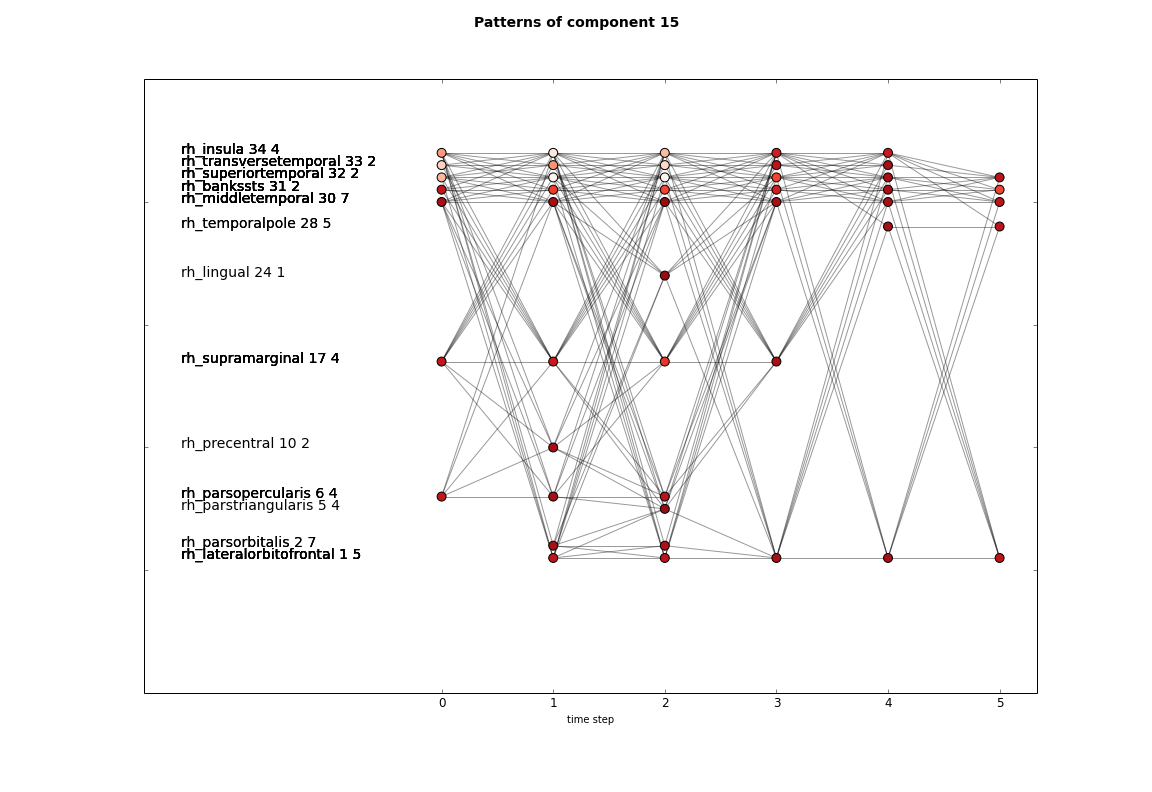 Patterns of component 15
rh_insula 34 4
rh_transversetemporal 33 2
rh_superiortemporal 32 2
rh_bankssts 31 2
rh_middletemporal 30 7
rh_temporalpole 28 5
rh_lingual 24 1
rh_supramarginal 17 4
rh_precentral 10 2
rh_parsopercularis 6 4
rh_parstriangularis 5 4
rh_parsorbitalis 2 7
rh_lateralorbitofrontal 1 5
0 1 2 3 4 5
time step